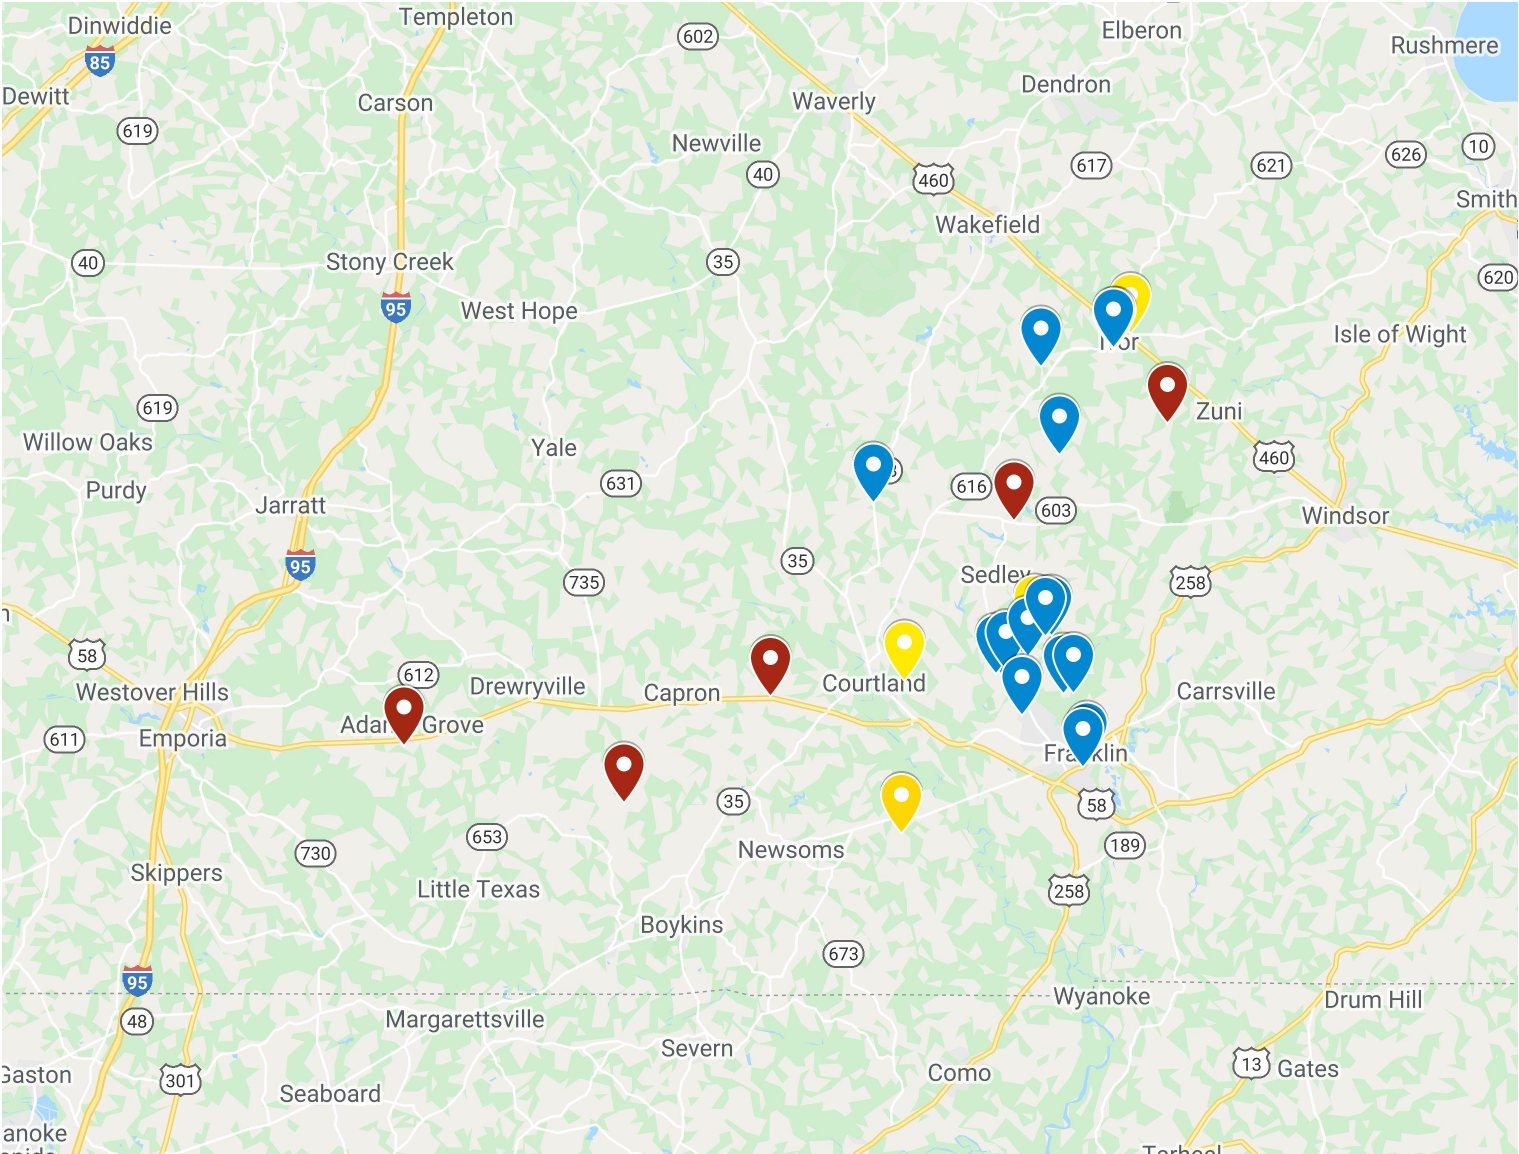 Templeton
Dinwiddie
602
Elberon
Rushmere
85
Dewitt
Carson
Waverly
Dendron
619
Newville
10
626
617
621
40
460
Smith
Wakefield
40
Stony Creek
35
620
95
West Hope
Isle of Wight
619
Zuni
Willow Oaks
Yale
460
Purdy
631
616
Jarratt
603
Windsor
95
35
Sedley
735
258
58
612
Westover Hills
Drewryville
Capron
Courtland
Carrsville
Grove
611
Emporia
35
58
653
730
Newsoms
189
Skippers
Little Texas
258
Boykins
673
95
Wyanoke
Drum Hill
48
Margarettsville
Severn
13
Gates
Gaston
301
Como
Seaboard
anoke